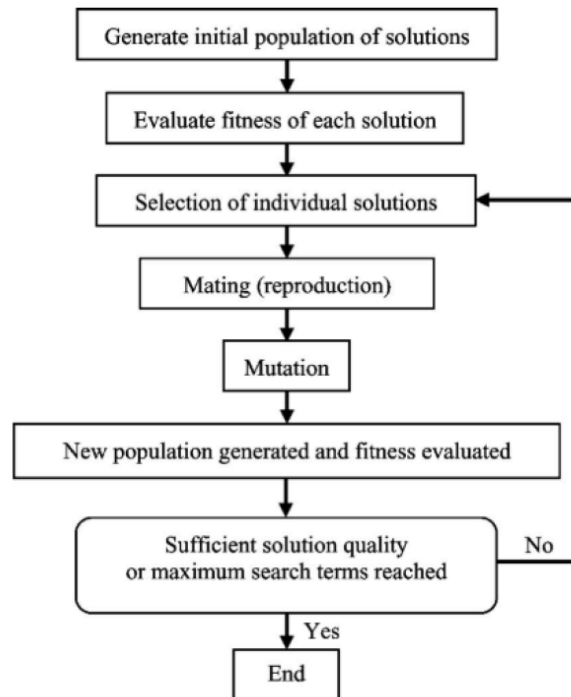 Generate initial population of solutions
Evaluate fitness of each solution
Selection of individual solutions
Mating (reproduction)
Mutation
New population generated and fitness evaluated
Sufficient solution quality
or maximum search terms reached
No
Yes
End